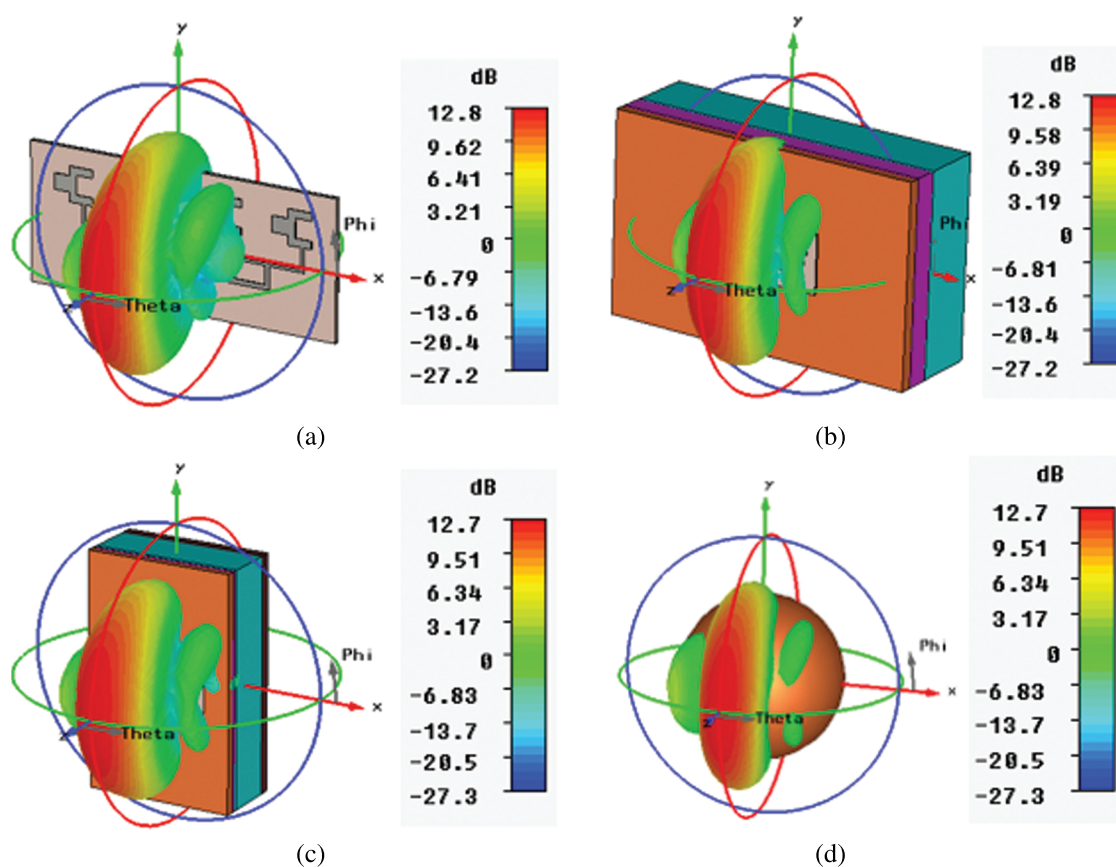 y
dB
12.8
9.62
6.41
3.21
0
-6.79
-13.6
-20.4
-27.2
Phi
x
z
Theta
(a)
y
dB
12.8
9.58
6.39
3.19
0
-6.81
-13.6
-20.4
-27.2
Phi
x
z
Theta
(b)
y
dB
12.7
9.51
6.34
3.17
0
-6.83
-13.7
-20.5
-27.3
Phi
x
z
Theta
(c)
y
dB
12.7
9.51
6.34
3.17
0
-6.83
-13.7
-20.5
-27.3
Phi
x
z
Theta
(d)